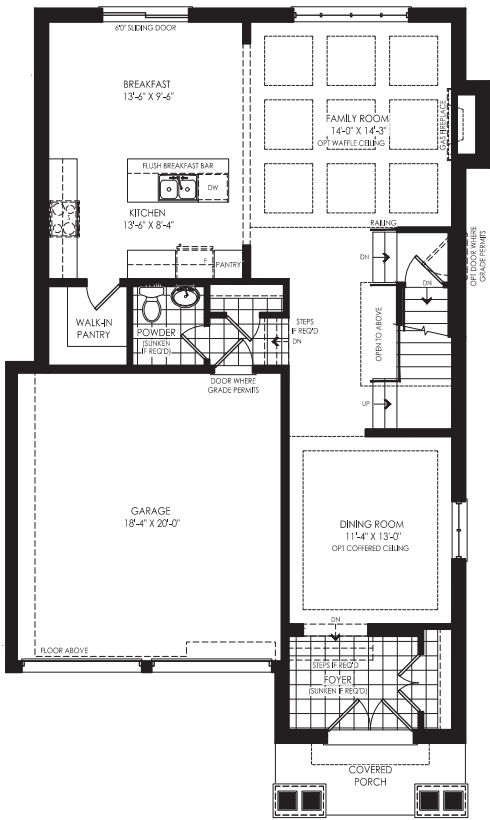 6'0" SLIDING DOOR
BREAKFAST
13'-6" X 9'-6"
FAMILY ROOM
14'-0" X 14'-3"
OPT WAFFLE CEILING
GAS FIREPLACE
FLUSH BREAKFAST BAR
DW
KITCHEN
13'-6" X 8'-4"
F
PANTRY
RAILING
DN
DN
OPT DOOR WHERE
GRADE PERMITS
WALK-IN
PANTRY
POWDER
(SUNKEN
IF REQ'D)
STEPS
IF REQ'D
DN
OPEN TO ABOVE
DOOR WHERE
GRADE PERMITS
UP
GARAGE
18'-4" X 20'-0"
DINING ROOM
11'-4" X 13'-0"
OPT COFFERED CEILING
FLOOR ABOVE
DN
STEPS IF REQ'D
FOYER
(SUNKEN IF REQ'D)
COVERED
PORCH